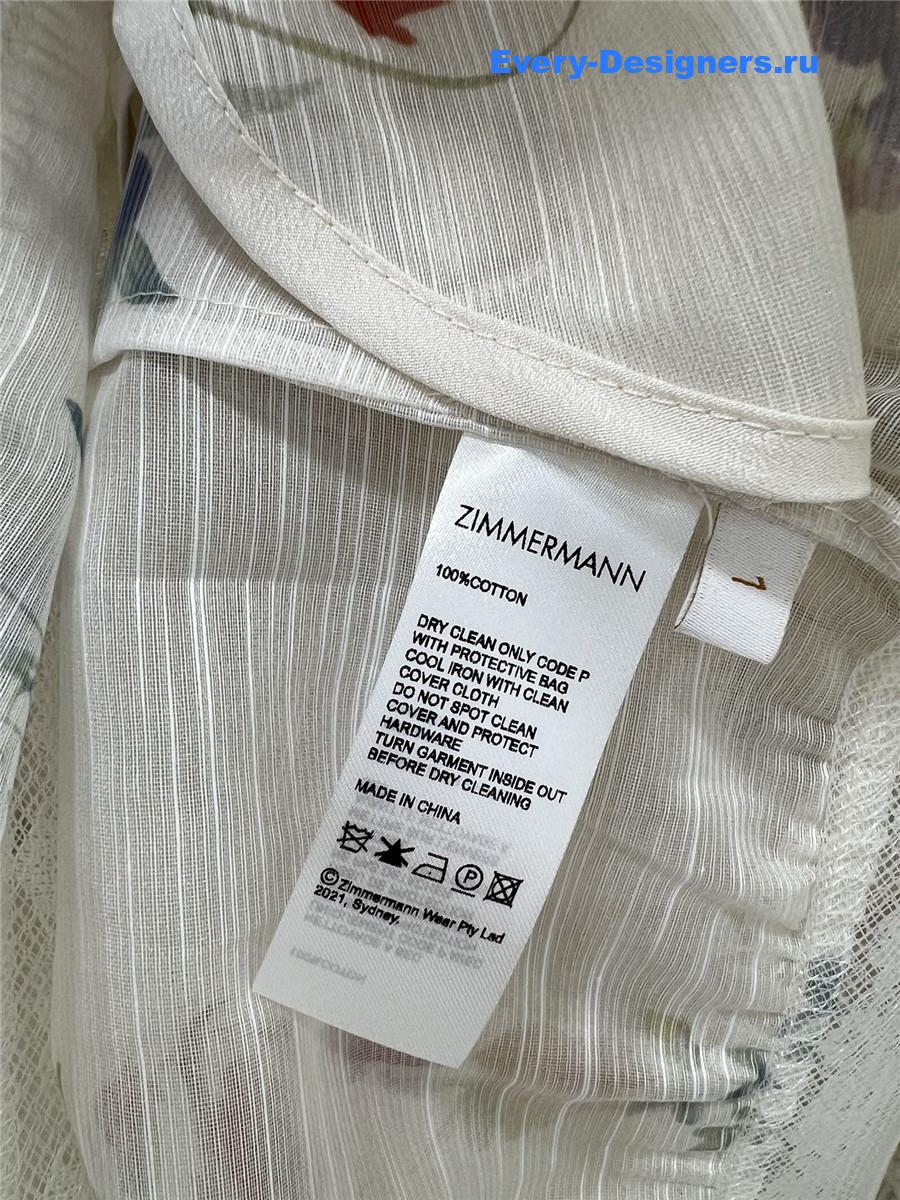 Every-Designers.ru
ZIMMERMANN
1
100%COTTON
DRY CLEAN ONLY CODE P
WITH PROTECTIVE BAG
COOL IRON WITH CLEAN
COVER CLOTH
DO NOT SPOT CLEAN
COVER AND PROTECT
HARDWARE
TURN GARMENT INSIDE OUT
BEFORE DRY CLEANING
MADE IN CHINA
P
©Zimmermann Wear Pty Lad
2021, Sydney.